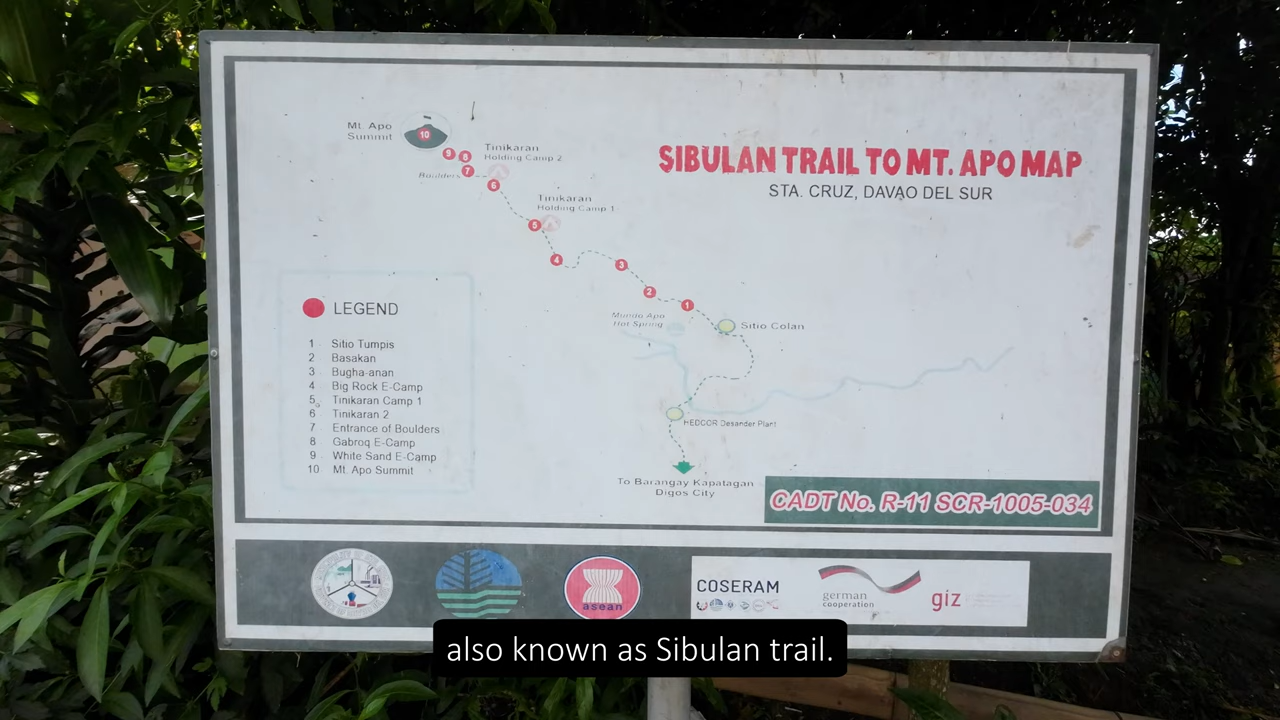 SIBULAN TRAIL TO MT. APO MAP
STA. CRUZ, DAVAO DEL SUR
Mt. Apo
Summit
10
9
8
7
Tinikaran
Holding Camp 2
Boulders
6
Tinikaran
Holding Camp 1
5
4
3
2
1
Mt. Apo
Hot Spring
Sitio Colan
HEDCOR Desander Plant
To Barangay Kapatagan
Digos City
LEGEND
1 Sitio Tumpis
2 Basakan
3 Bugha-anan
4 Big Rock E-Camp
5 Tinikaran Camp 1
6 Tinikaran 2
7 Entrance of Boulders
8 Gabroq E-Camp
9 White Sand E-Camp
10 Mt. Apo Summit
CADT No. R-11 SCR-1005-034
asean
COSERAM
german
cooperation
giz
also known as Sibulan trail.